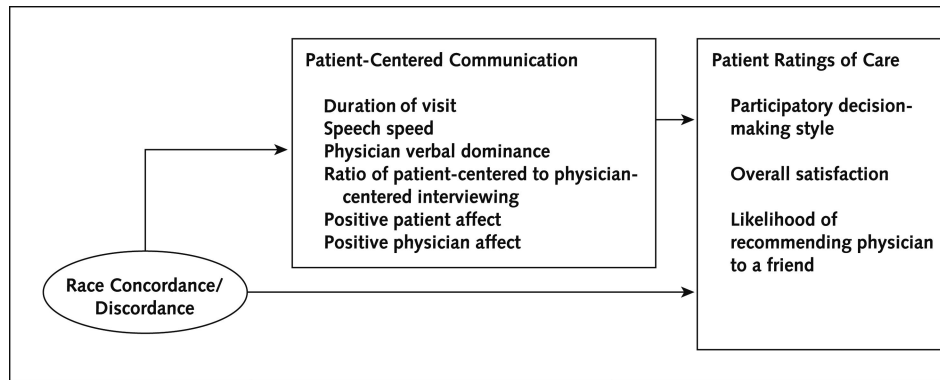 Patient-Centered Communication
Duration of visit
Speech speed
Physician verbal dominance
Ratio of patient-centered to physician-
centered interviewing
Positive patient affect
Positive physician affect
Patient Ratings of Care
Participatory decision-
making style
Overall satisfaction
Likelihood of
recommending physician
to a friend
Race Concordance/
Discordance